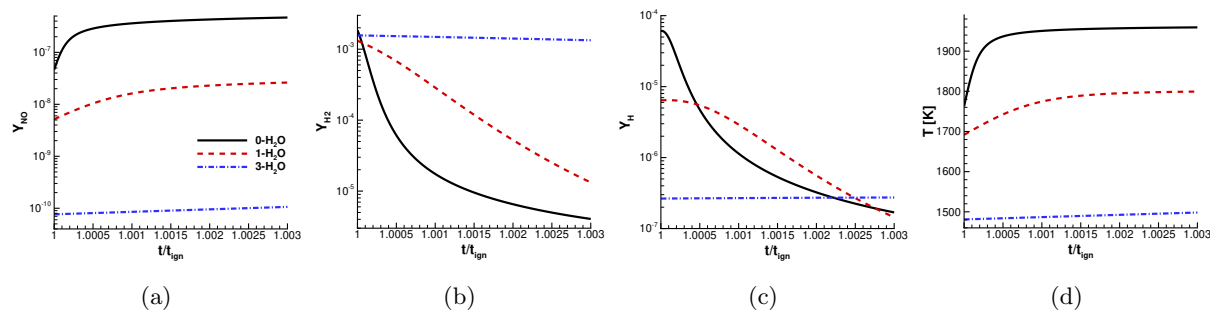 10^-7
10^-8
10^-9
10^-10
Y_NO
0-H₂O
1-H₂O
3-H₂O
1 1.0005 1.001 1.0015 1.002 1.0025 1.003
t/t_ign
(a)
10^-3
10^-4
10^-5
Y_H2
1 1.0005 1.001 1.0015 1.002 1.0025 1.003
t/t_ign
(b)
10^-4
10^-5
10^-6
10^-7
Y_H
1 1.0005 1.001 1.0015 1.002 1.0025 1.003
t/t_ign
(c)
1900
1800
1700
1600
1500
T [K]
1 1.0005 1.001 1.0015 1.002 1.0025 1.003
t/t_ign
(d)